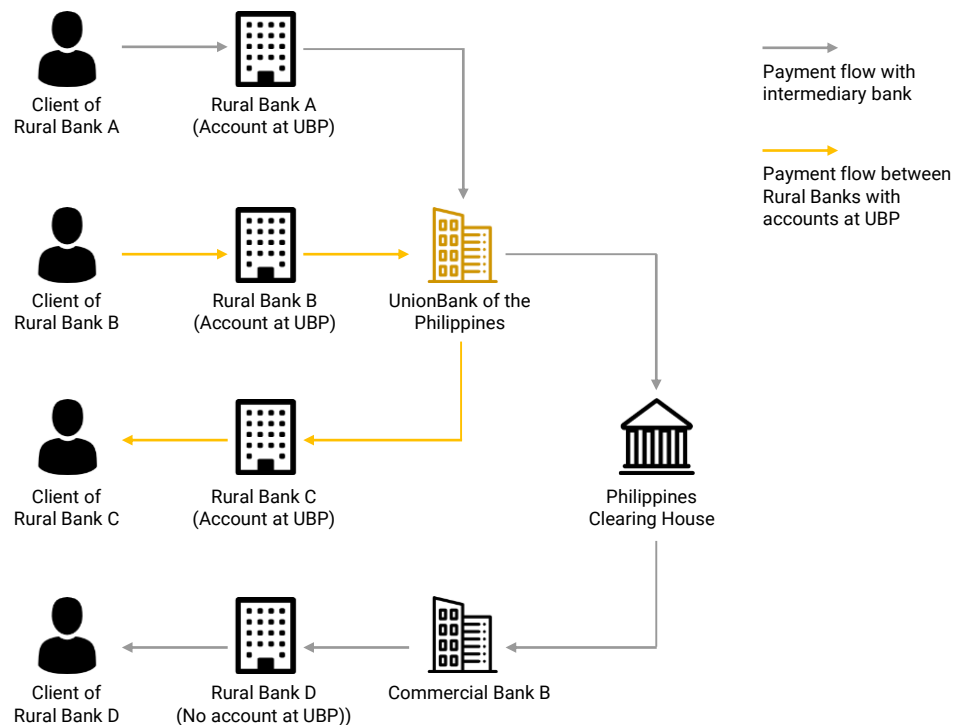 Client of
Rural Bank A
Rural Bank A
(Account at UBP)
Payment flow with
intermediary bank
Payment flow between
Rural Banks with
accounts at UBP
Client of
Rural Bank B
Rural Bank B
(Account at UBP)
UnionBank of the
Philippines
Client of
Rural Bank C
Rural Bank C
(Account at UBP)
Philippines
Clearing House
Client of
Rural Bank D
Rural Bank D
(No account at UBP))
Commercial Bank B